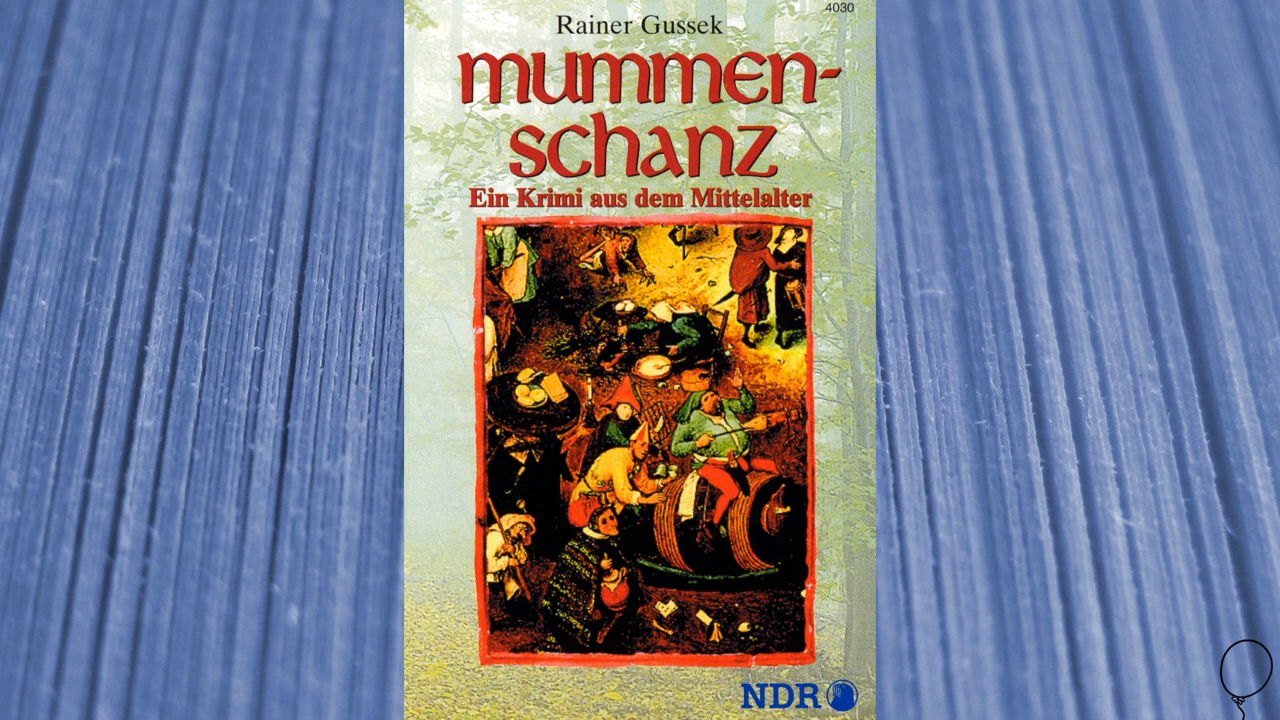 4030
Rainer Gussek
mummen-
schanz
Ein Krimi aus dem Mittelalter
NDR